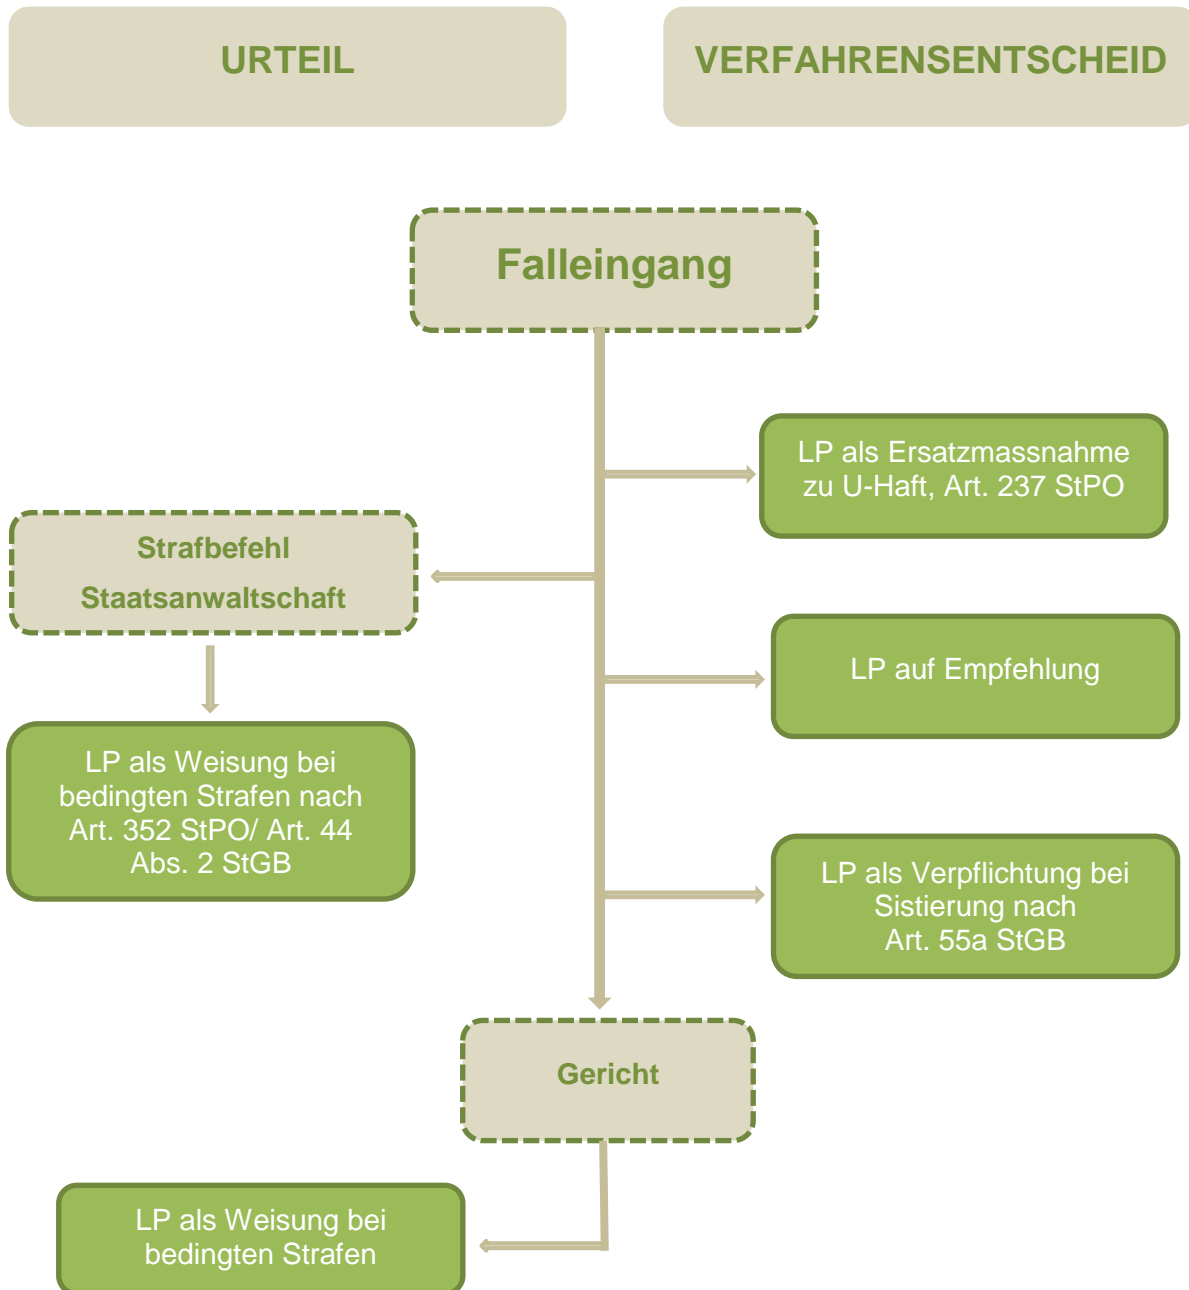 URTEIL
VERFAHRENSENTSCHEID
Falleingang
LP als Ersatzmassnahme
zu U-Haft, Art. 237 StPO
Strafbefehl
Staatsanwaltschaft
LP auf Empfehlung
LP als Weisung bei
bedingten Strafen nach
Art. 352 StPO/ Art. 44
Abs. 2 StGB
LP als Verpflichtung bei
Sistierung nach
Art. 55a StGB
Gericht
LP als Weisung bei
bedingten Strafen